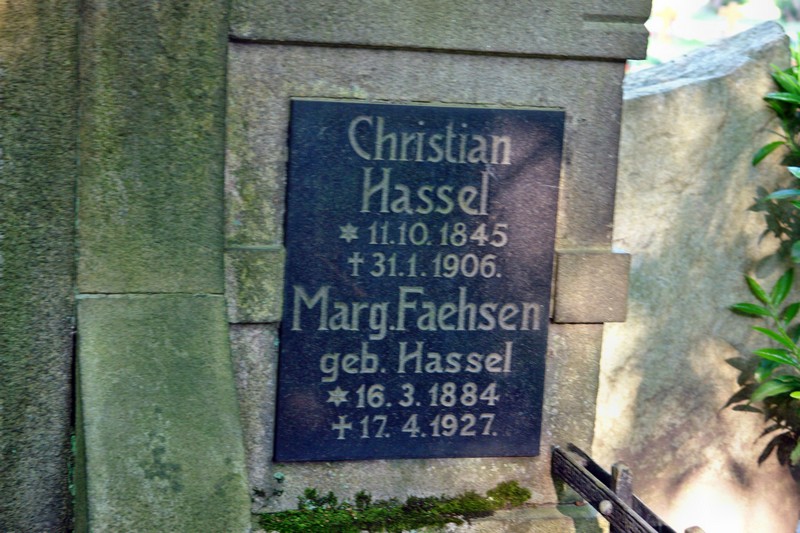 Christian
Hassel
✶ 11.10.1845
✝ 31.1.1906.
Marg. Faehsen
geb. Hassel
✶ 16.3.1884
✝ 17.4.1927.